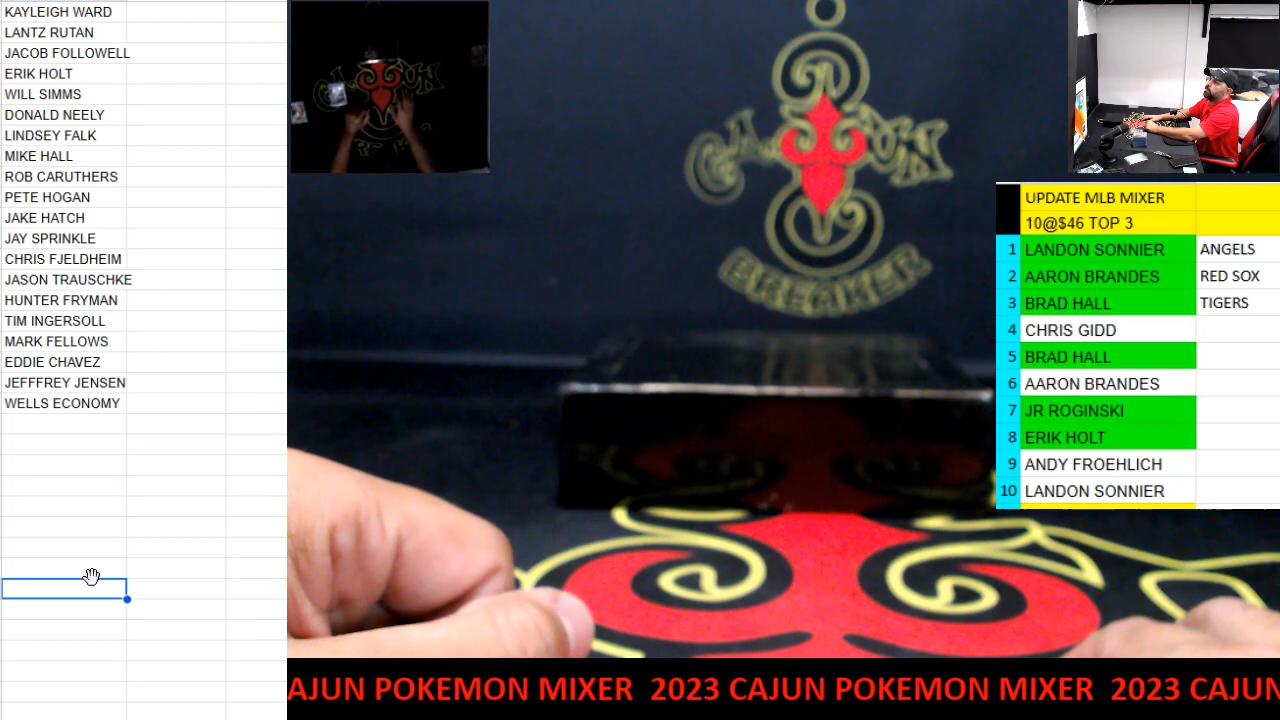 KAYLEIGH WARD
LANTZ RUTAN
JACOB FOLLOWELL
ERIK HOLT
WILL SIMMS
DONALD NEELY
LINDSEY FALK
MIKE HALL
ROB CARUTHERS
PETE HOGAN
JAKE HATCH
JAY SPRINKLE
CHRIS FJELDHEIM
JASON TRAUSCHKE
HUNTER FRYMAN
TIM INGERSOLL
MARK FELLOWS
EDDIE CHAVEZ
JEFFFREY JENSEN
WELLS ECONOMY
CAJUN
BREAKER
UPDATE MLB MIXER
10@$46 TOP 3
1 LANDON SONNIER ANGELS
2 AARON BRANDES RED SOX
3 BRAD HALL TIGERS
4 CHRIS GIDD
5 BRAD HALL
6 AARON BRANDES
7 JR ROGINSKI
8 ERIK HOLT
9 ANDY FROEHLICH
10 LANDON SONNIER
AJUN POKEMON MIXER 2023 CAJUN POKEMON MIXER 2023 CAJUN